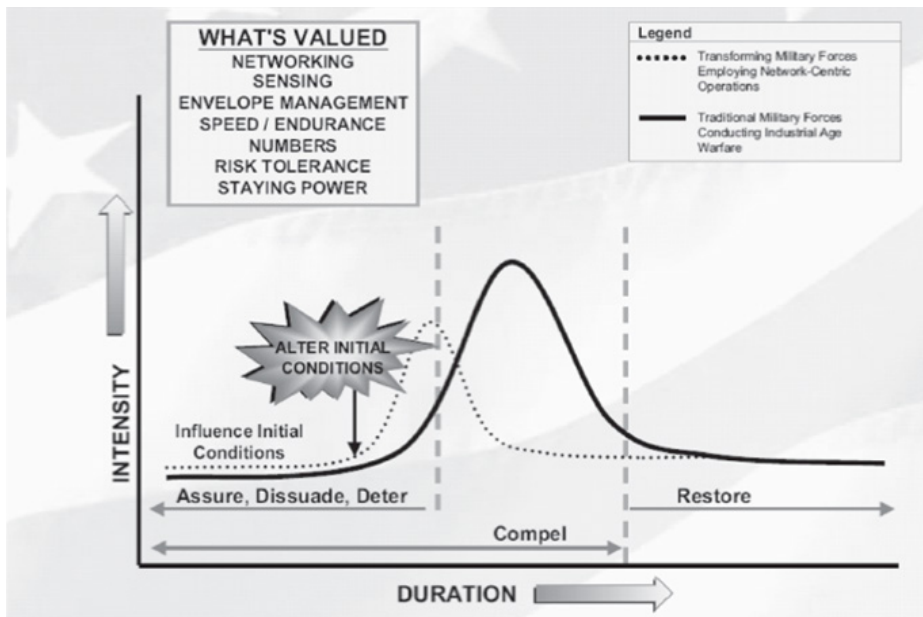 WHAT'S VALUED
NETWORKING
SENSING
ENVELOPE MANAGEMENT
SPEED / ENDURANCE
NUMBERS
RISK TOLERANCE
STAYING POWER
Legend
Transforming Military Forces
Employing Network-Centric
Operations
Traditional Military Forces
Conducting Industrial Age
Warfare
INTENSITY
ALTER INITIAL
CONDITIONS
Influence Initial
Conditions
Assure, Dissuade, Deter
Restore
Compel
DURATION